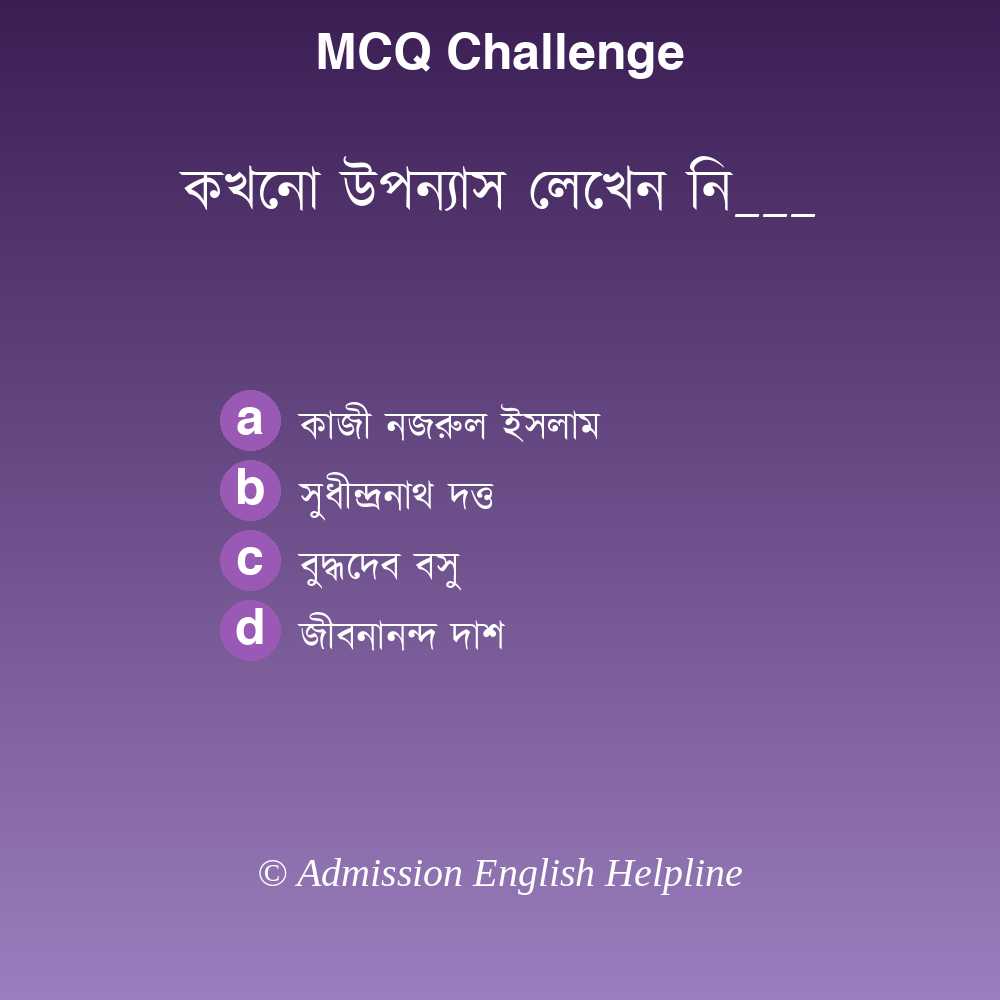 MCQ Challenge
কখনো উপন্যাস লেখেন নি___
a কাজী নজরুল ইসলাম
b সুধীন্দ্রনাথ দত্ত
c বুদ্ধদেব বসু
d জীবনানন্দ দাশ
© Admission English Helpline